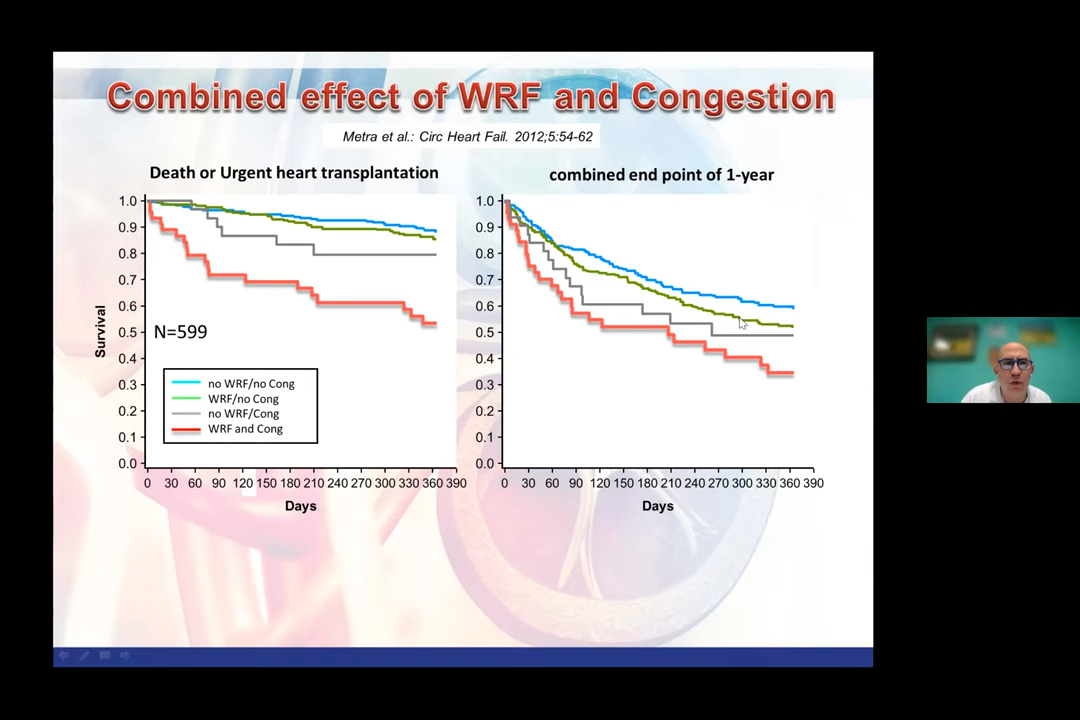 Combined effect of WRF and Congestion
Metra et al.: Circ Heart Fail. 2012;5:54-62
Death or Urgent heart transplantation
1.0
0.9
0.8
0.7
0.6
0.5
0.4
0.3
0.2
0.1
0.0
Survival
N=599
no WRF/no Cong
WRF/no Cong
no WRF/Cong
WRF and Cong
0 30 60 90 120 150 180 210 240 270 300 330 360 390
Days
combined end point of 1-year
1.0
0.9
0.8
0.7
0.6
0.5
0.4
0.3
0.2
0.1
0.0
0 30 60 90 120 150 180 210 240 270 300 330 360 390
Days